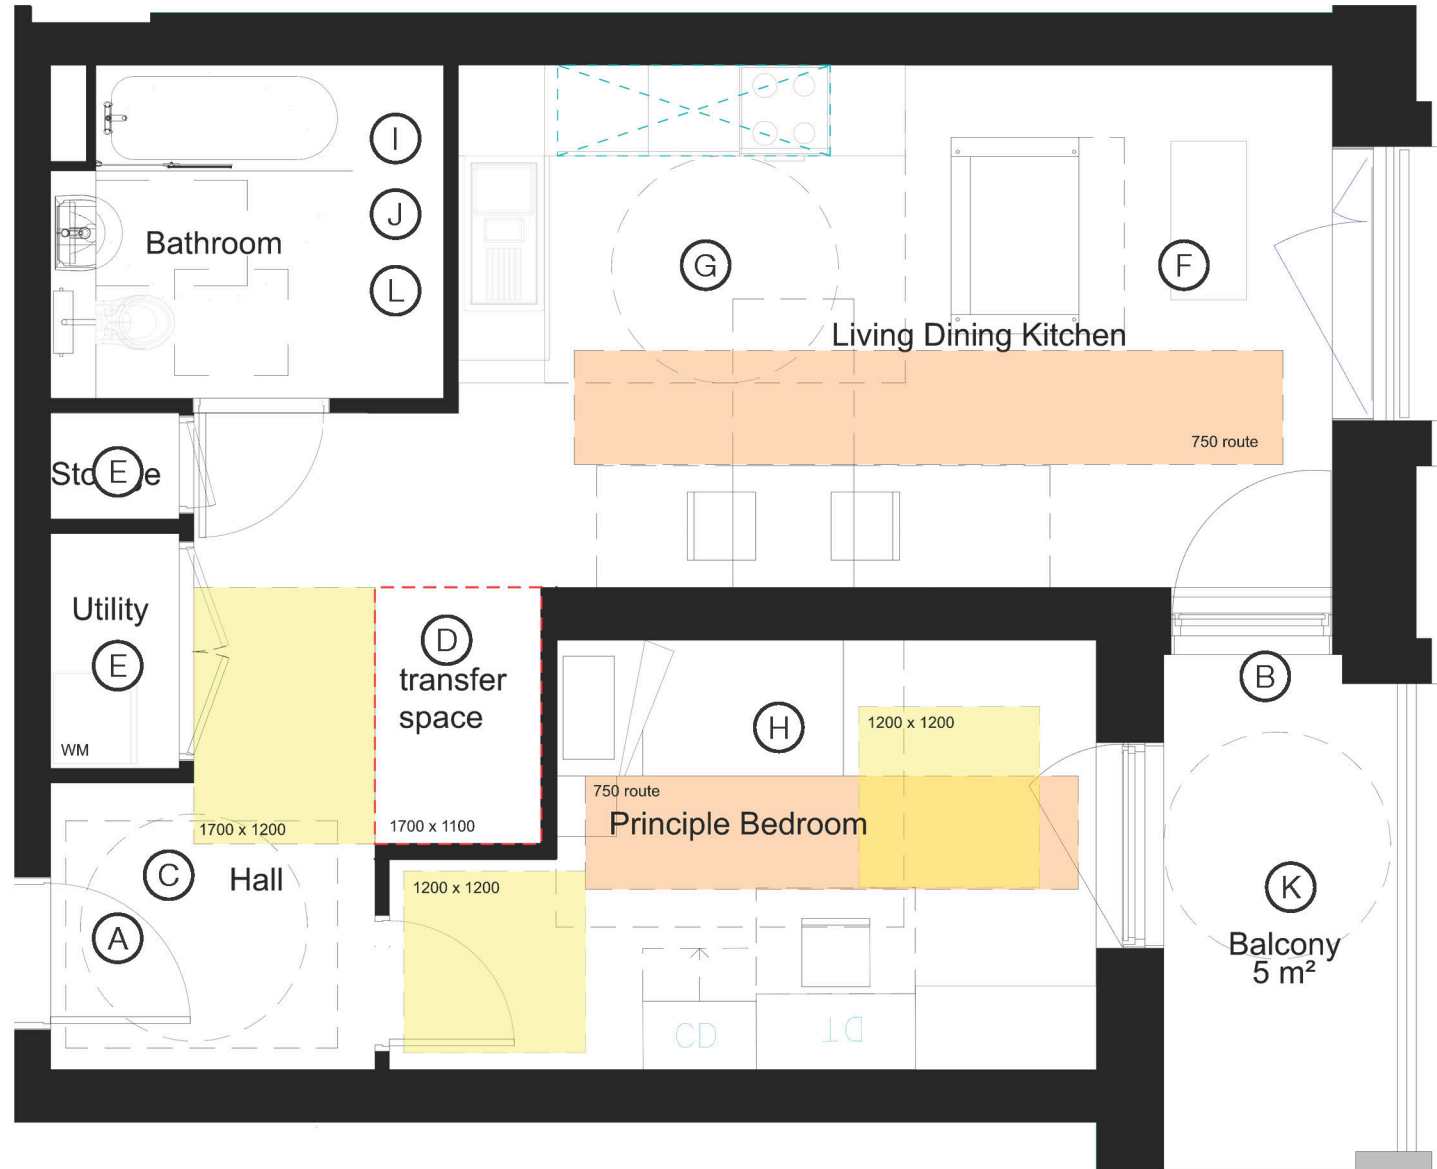 I
J
Bathroom
L
G
F
Living Dining Kitchen
750 route
E
Utility
E
WM
D
transfer
space
1700 x 1200
1700 x 1100
B
H
1200 x 1200
750 route
Principle Bedroom
C
Hall
A
1200 x 1200
K
Balcony
5 m²
CD
DT